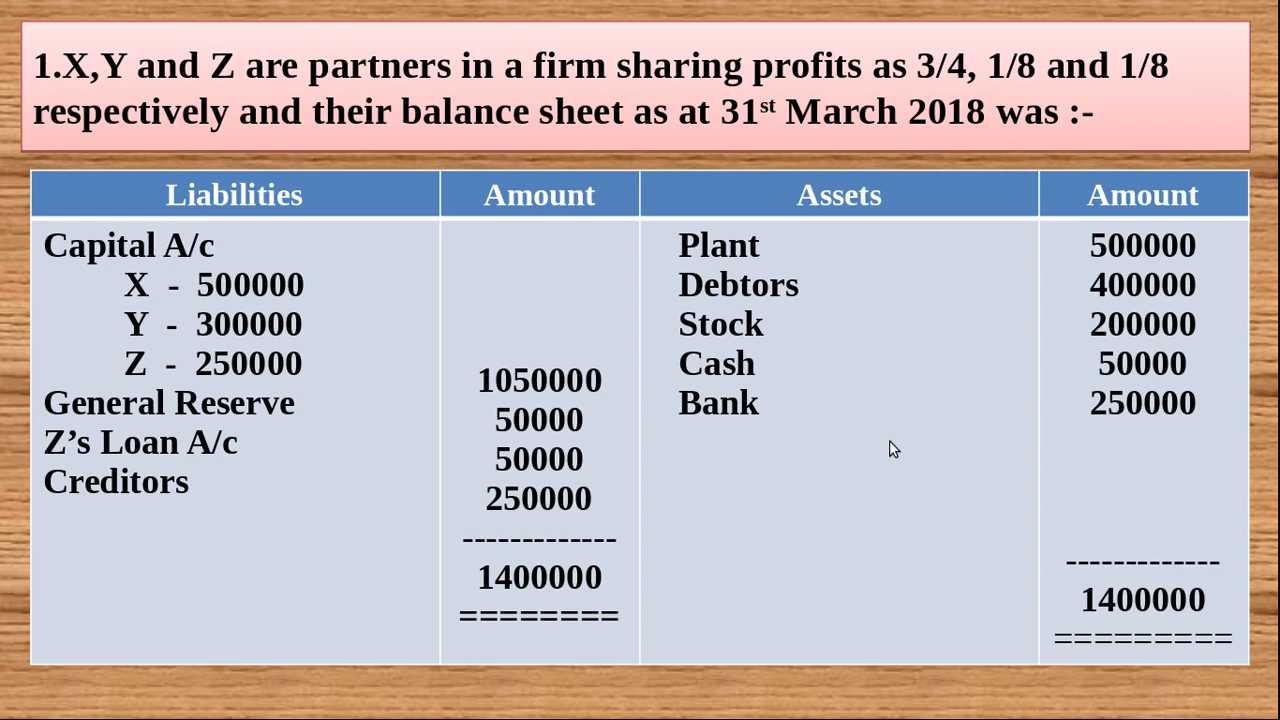 1.X,Y and Z are partners in a firm sharing profits as 3/4, 1/8 and 1/8
respectively and their balance sheet as at 31st March 2018 was :-
Liabilities Amount Assets Amount
Capital A/c
X - 500000
Y - 300000
Z - 250000
General Reserve
Z’s Loan A/c
Creditors
1050000
50000
50000
250000
-------------
1400000
========
Plant
Debtors
Stock
Cash
Bank
500000
400000
200000
50000
250000
-------------
1400000
=========